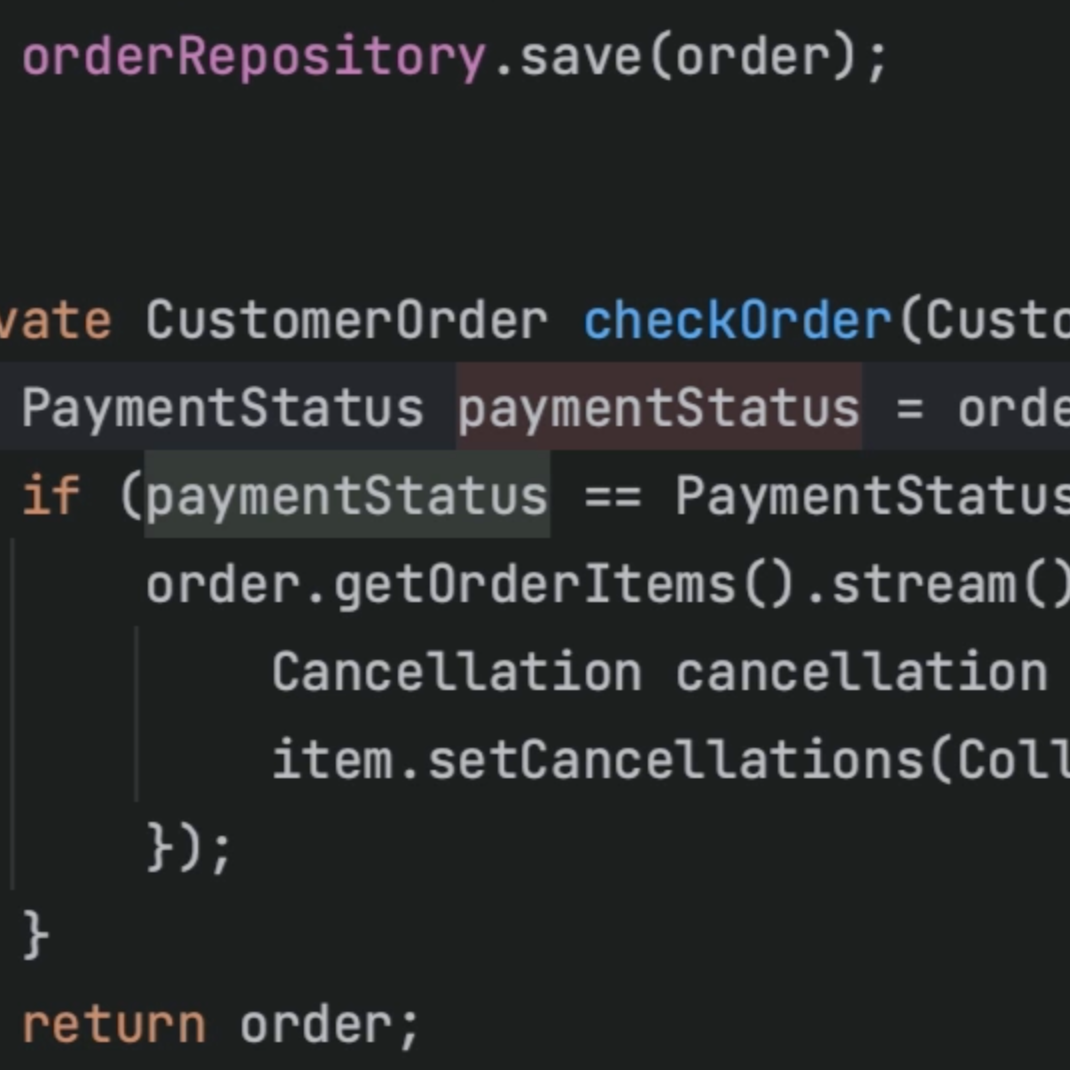 orderRepository.save(order);
vate CustomerOrder checkOrder(Custo
PaymentStatus paymentStatus = orde
if (paymentStatus == PaymentStatus
order.getOrderItems().stream()
Cancellation cancellation
item.setCancellations(Coll
});
}
return order;